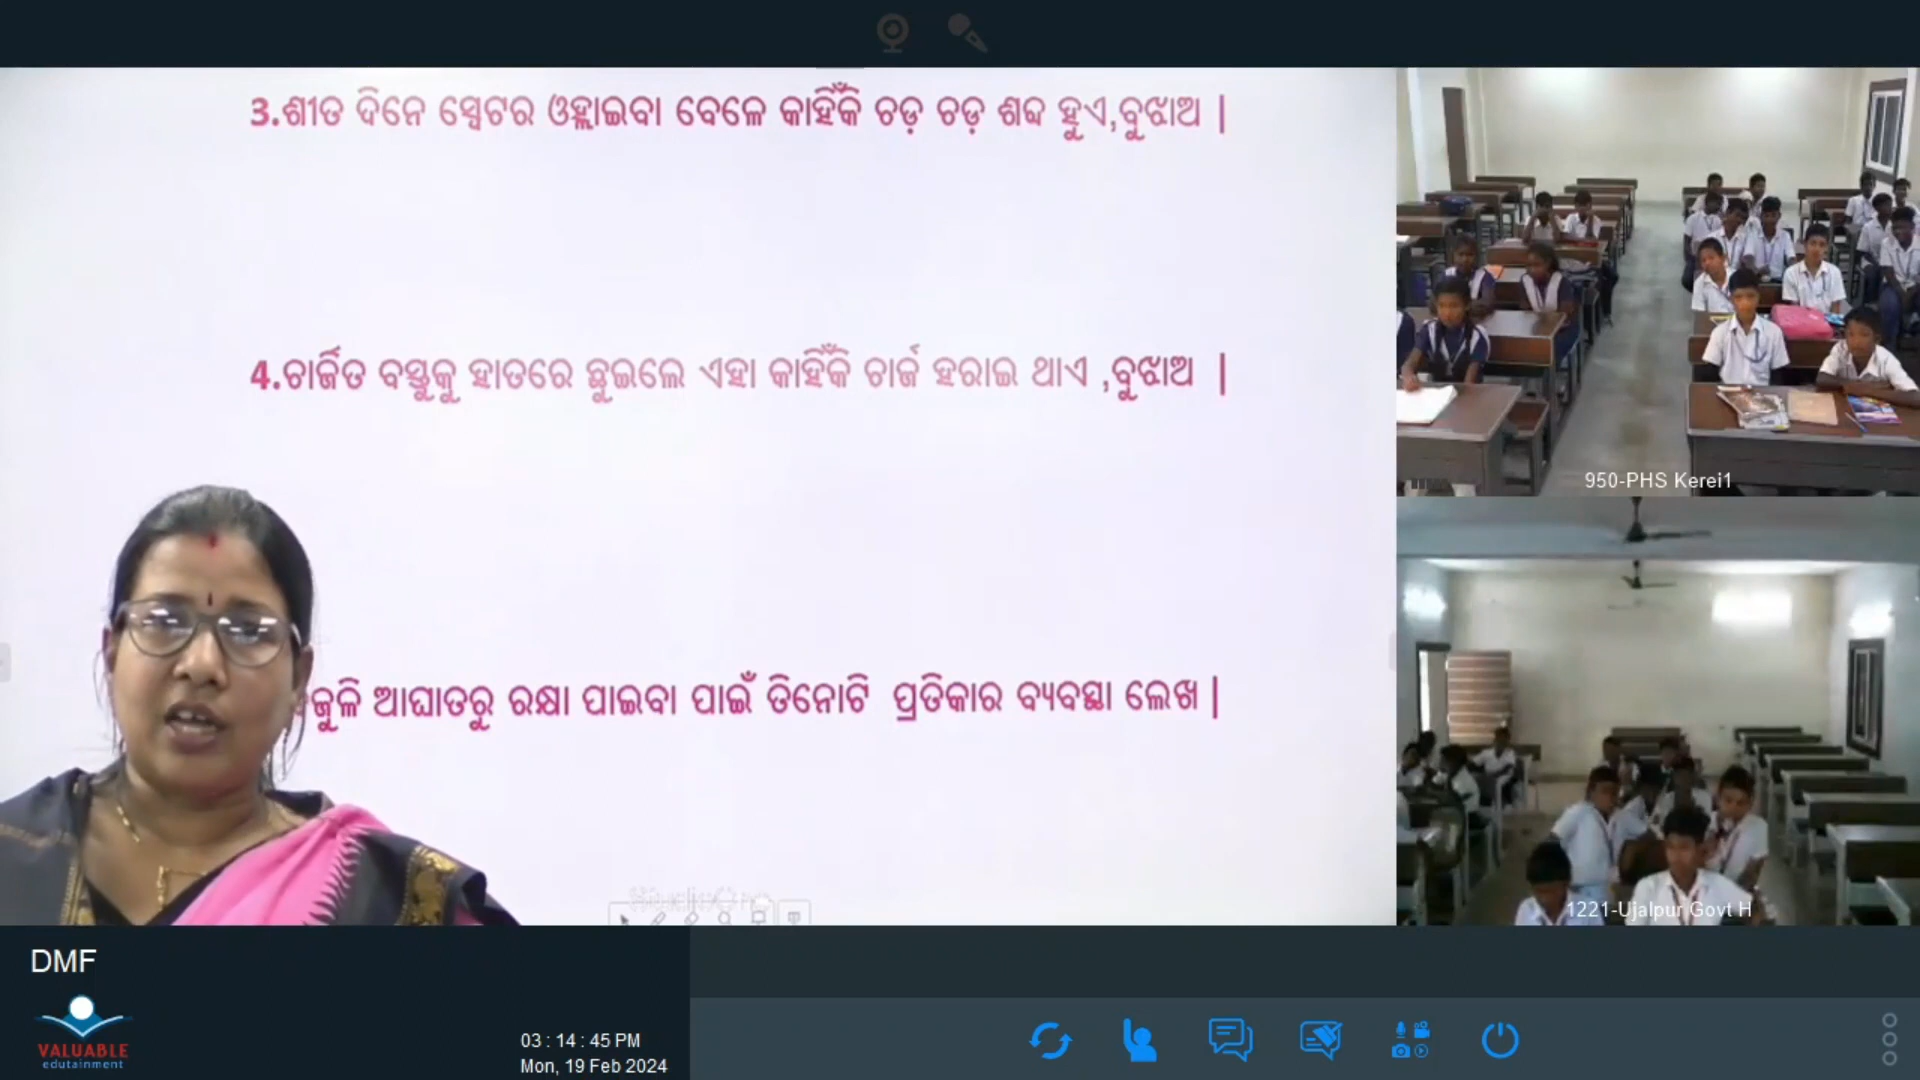 3.ଶୀତ ଦିନେ ସ୍ୱେଟର ଓହ୍ଲାଇବା ବେଳେ କାହିଁକି ଚଡ଼ ଚଡ଼ ଶବ୍ଦ ହୁଏ,ବୁଝାଅ |
4.ଚାର୍ଜିତ ବସ୍ତୁକୁ ହାତରେ ଛୁଇଲେ ଏହା କାହିଁକି ଚାର୍ଜ ହରାଇ ଥାଏ ,ବୁଝାଅ |
ଆଘାତରୁ ରକ୍ଷା ପାଇବା ପାଇଁ ତିନୋଟି ପ୍ରତିକାର ବ୍ୟବସ୍ଥା ଲେଖ |
950-PHS Kerei1
1221-Ujalpur Govt H
DMF
VALUABLE
edutainment
03 : 14 : 45 PM
Mon, 19 Feb 2024